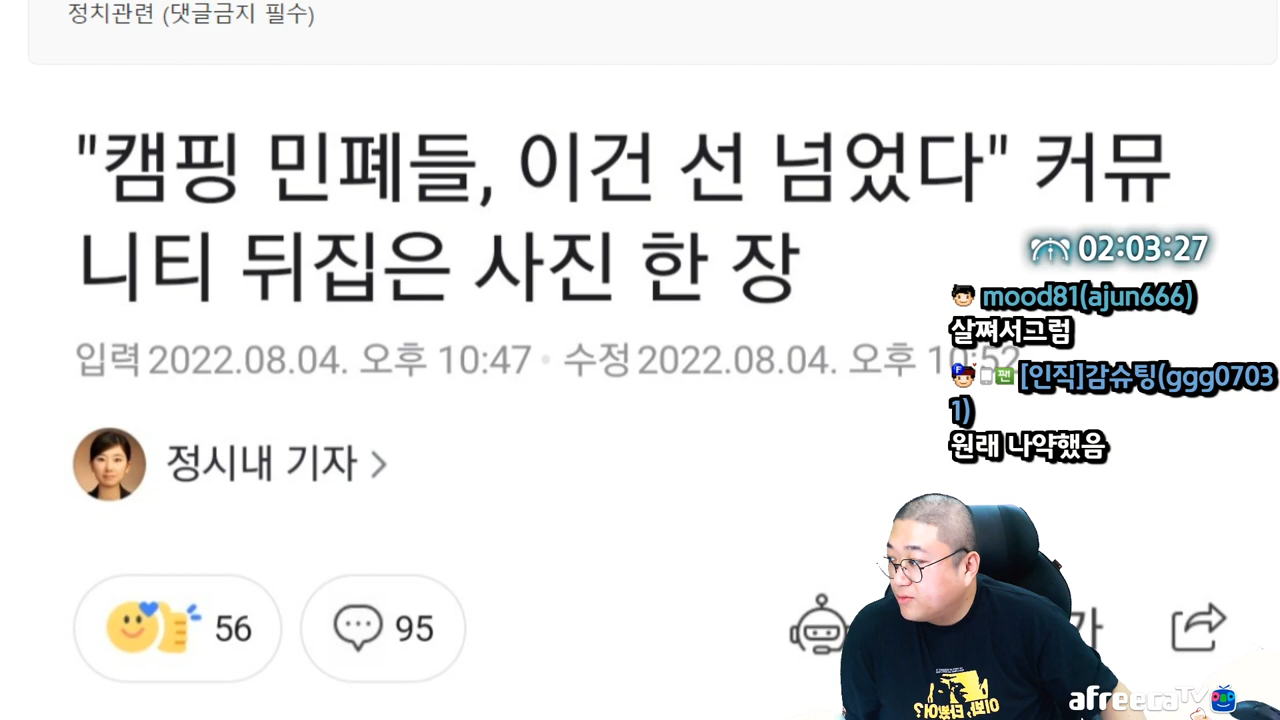 정치관련 (댓글금지 필수)
"캠핑 민폐들, 이건 선 넘었다" 커뮤
니티 뒤집은 사진 한 장
02:03:27
mood81(ajun666)
살쪄서그럼
입력 2022.08.04. 오후 10:47 수정 2022.08.04. 오후 10:52
F 팬 [인직]감슈팅(ggg0703
1)
원래 나약했음
정시내 기자
56
95
가
afreecaTV